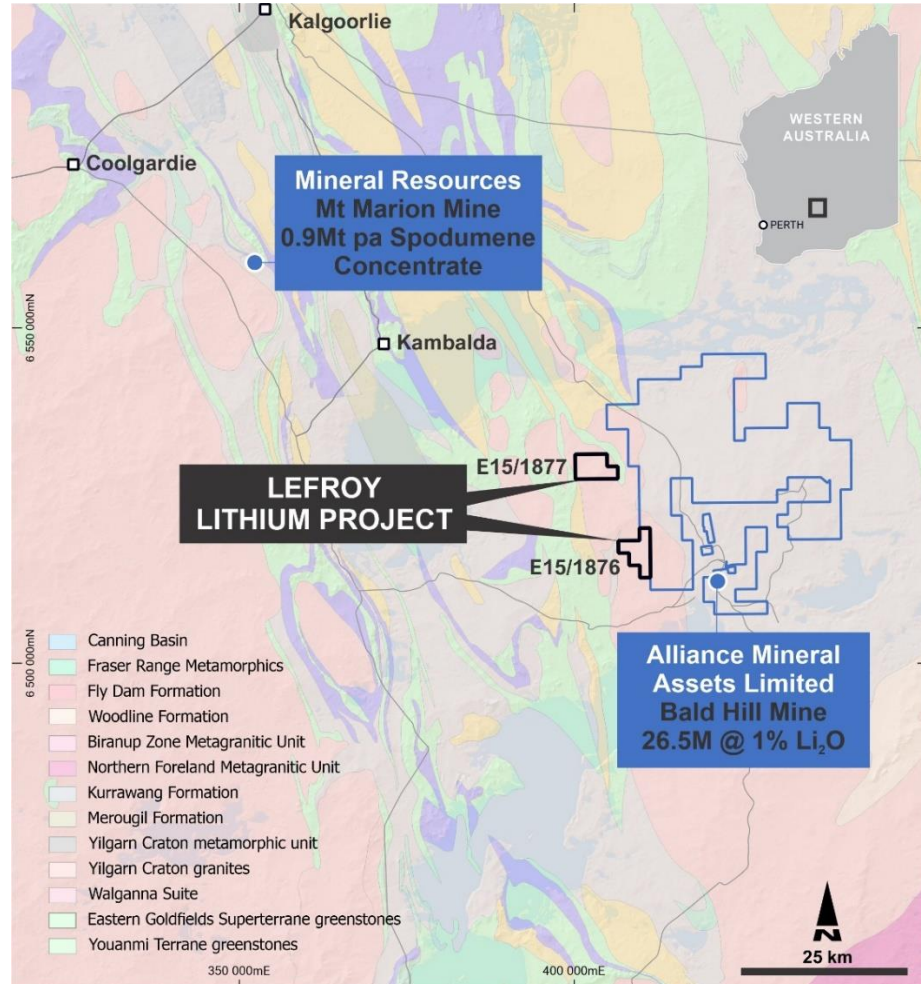 Kalgoorlie
WESTERN
AUSTRALIA
PERTH
Coolgardie
Mineral Resources
Mt Marion Mine
0.9Mt pa Spodumene
Concentrate
6 550 000mN
Kambalda
E15/1877
LEFROY
LITHIUM PROJECT
E15/1876
6 500 000mN
Alliance Mineral
Assets Limited
Bald Hill Mine
26.5M @ 1% Li₂O
Canning Basin
Fraser Range Metamorphics
Fly Dam Formation
Woodline Formation
Biranup Zone Metagranitic Unit
Northern Foreland Metagranitic Unit
Kurrawang Formation
Merougil Formation
Yilgarn Craton metamorphic unit
Yilgarn Craton granites
Walganna Suite
Eastern Goldfields Superterrane greenstones
Youanmi Terrane greenstones
N
25 km
350 000mE
400 000mE